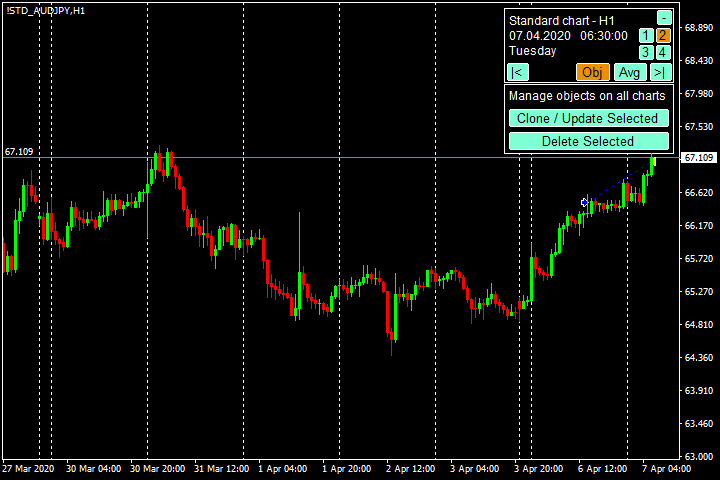 !STD_AUDJPY,H1
Standard chart - H1
-
07.04.2020 06:30:00
1 2
Tuesday
3 4
|<
Obj
Avg
>|
Manage objects on all charts
Clone / Update Selected
Delete Selected
67.109
68.890
68.430
67.980
67.530
67.109
66.620
66.170
65.720
65.270
64.810
64.360
63.910
63.460
63.000
27 Mar 2020
30 Mar 04:00
30 Mar 20:00
31 Mar 12:00
1 Apr 04:00
1 Apr 20:00
2 Apr 12:00
3 Apr 04:00
3 Apr 20:00
6 Apr 12:00
7 Apr 04:00